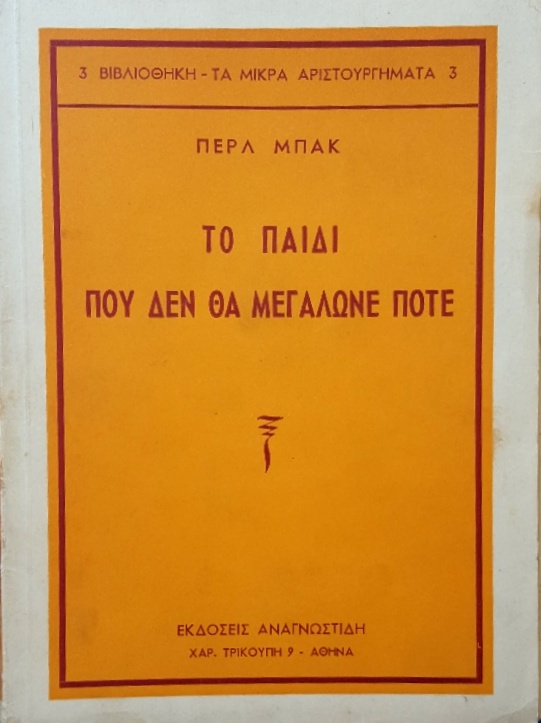 3 ΒΙΒΛΙΟΘΗΚΗ - ΤΑ ΜΙΚΡΑ ΑΡΙΣΤΟΥΡΓΗΜΑΤΑ 3
ΠΕΡΛ ΜΠΑΚ
ΤΟ ΠΑΙΔΙ
ΠΟΥ ΔΕΝ ΘΑ ΜΕΓΑΛΩΝΕ ΠΟΤΕ
ΕΚΔΟΣΕΙΣ ΑΝΑΓΝΩΣΤΙΔΗ
ΧΑΡ. ΤΡΙΚΟΥΠΗ 9 - ΑΘΗΝΑ